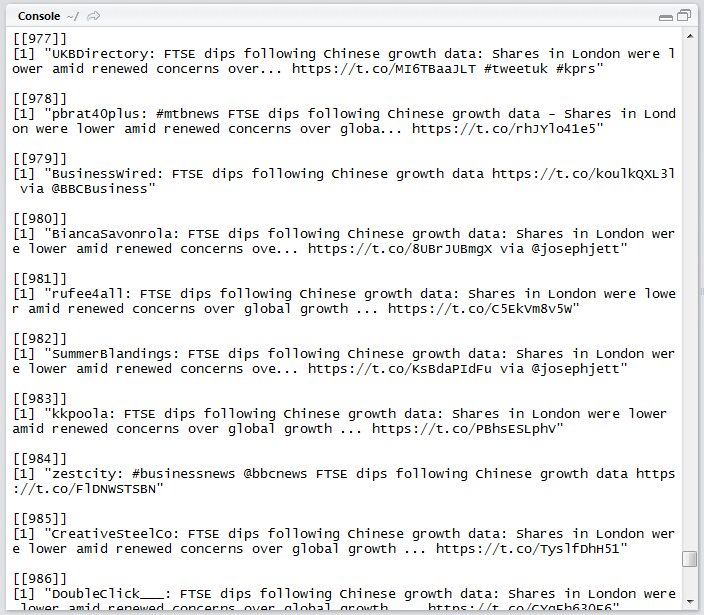 Console ~/
[[977]]
[1] "UKBDirectory: FTSE dips following Chinese growth data: Shares in London were l
ower amid renewed concerns over... https://t.co/MI6TBaaJLT #tweetuk #kprs"
[[978]]
[1] "pbrat40plus: #mtbnews FTSE dips following Chinese growth data - Shares in Lond
on were lower amid renewed concerns over globa... https://t.co/rhJYlo41e5"
[[979]]
[1] "BusinessWired: FTSE dips following Chinese growth data https://t.co/koulkQXL3l
 via @BBCBusiness"
[[980]]
[1] "BiancaSavonrola: FTSE dips following Chinese growth data: Shares in London wer
e lower amid renewed concerns ove... https://t.co/8UBrJUBmgX via @josephjett"
[[981]]
[1] "rufee4all: FTSE dips following Chinese growth data: Shares in London were lowe
r amid renewed concerns over global growth ... https://t.co/C5EkVm8v5W"
[[982]]
[1] "SummerBlandings: FTSE dips following Chinese growth data: Shares in London wer
e lower amid renewed concerns ove... https://t.co/KsBdaPIdFu via @josephjett"
[[983]]
[1] "kkpoola: FTSE dips following Chinese growth data: Shares in London were lower
amid renewed concerns over global growth ... https://t.co/PBhsESLphV"
[[984]]
[1] "zestcity: #businessnews @bbcnews FTSE dips following Chinese growth data https
://t.co/FlDNWSTSBN"
[[985]]
[1] "CreativeSteelCo: FTSE dips following Chinese growth data: Shares in London wer
e lower amid renewed concerns over global growth ... https://t.co/TyslfDhH51"
[[986]]
[1] "DoubleClick___: FTSE dips following Chinese growth data: Shares in London were
 lower amid renewed concerns over global growth ...